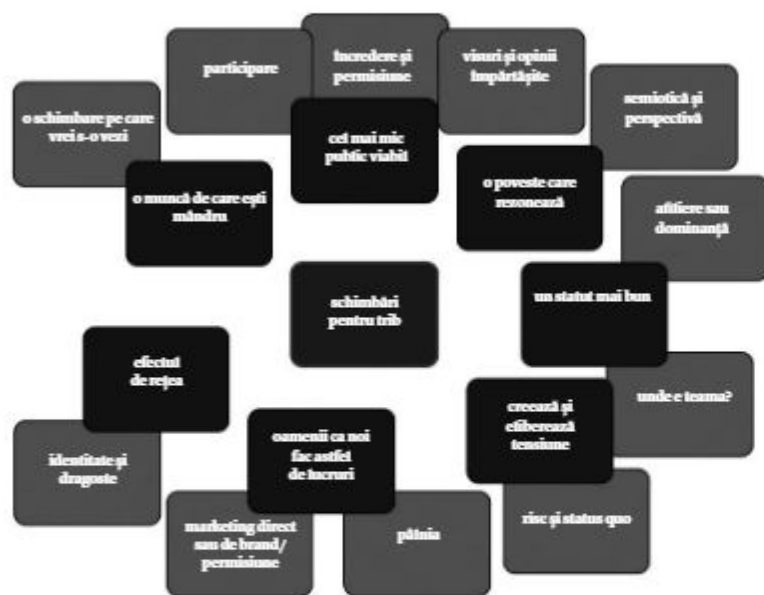 participare
încredere și
permisiune
visuri și opinii
împărtășite
semiotică și
perspectivă
o schimbare pe care
vrei s-o vezi
cel mai mic
public viabil
o poveste care
rezonează
o muncă de care ești
mândru
afiliere sau
dominanță
schimbări
pentru trib
un statut mai bun
efectul
de rețea
unde e teama?
creează și
eliberează
tensiune
oamenii ca noi
fac astfel
de lucruri
identitate și
dragoste
marketing direct
sau de brand/
permisiune
pâlnia
risc și status quo